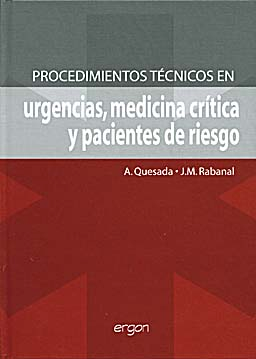 PROCEDIMIENTOS TÉCNICOS EN
urgencias, medicina crítica
y pacientes de riesgo
A. Quesada • J.M. Rabanal
ergon